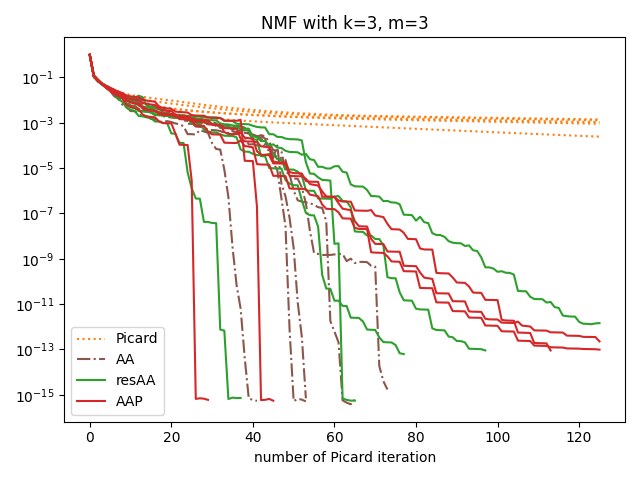 NMF with k=3, m=3
10⁻¹
10⁻³
10⁻⁵
10⁻⁷
10⁻⁹
10⁻¹¹
10⁻¹³
10⁻¹⁵
Picard
AA
resAA
AAP
0 20 40 60 80 100 120
number of Picard iteration